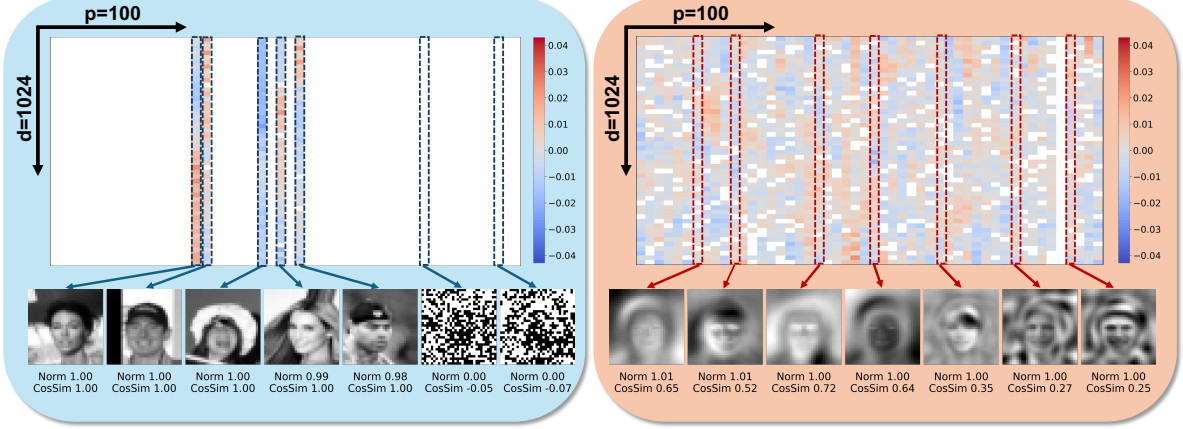 p=100
d=1024
0.04
0.03
0.02
0.01
0.00
−0.01
−0.02
−0.03
−0.04
Norm 1.00
CosSim 1.00
Norm 1.00
CosSim 1.00
Norm 1.00
CosSim 1.00
Norm 0.99
CosSim 1.00
Norm 0.98
CosSim 1.00
Norm 0.00
CosSim -0.05
Norm 0.00
CosSim -0.07
p=100
d=1024
0.04
0.03
0.02
0.01
0.00
−0.01
−0.02
−0.03
−0.04
Norm 1.01
CosSim 0.65
Norm 1.01
CosSim 0.52
Norm 1.00
CosSim 0.72
Norm 1.00
CosSim 0.64
Norm 1.00
CosSim 0.35
Norm 1.00
CosSim 0.27
Norm 1.00
CosSim 0.25